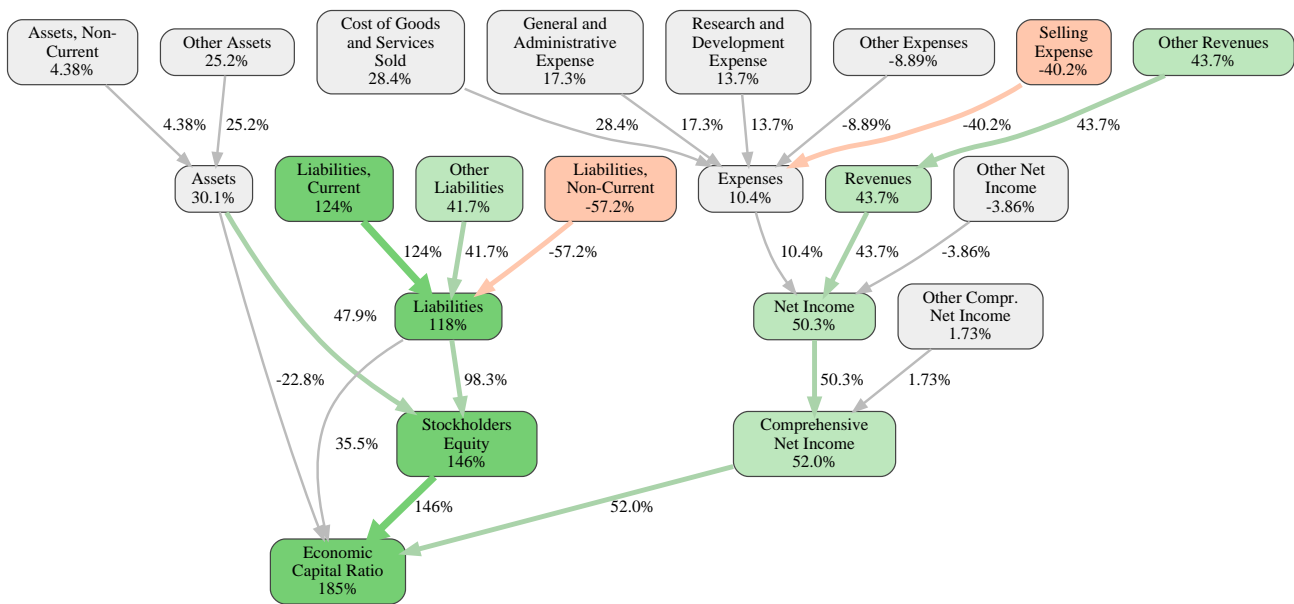 Assets, Non-
Current
4.38%
Other Assets
25.2%
Cost of Goods
and Services
Sold
28.4%
General and
Administrative
Expense
17.3%
Research and
Development
Expense
13.7%
Other Expenses
-8.89%
Selling
Expense
-40.2%
Other Revenues
43.7%
4.38%
25.2%
28.4%
17.3%
13.7%
-8.89%
-40.2%
43.7%
Assets
30.1%
Liabilities,
Current
124%
Other
Liabilities
41.7%
Liabilities,
Non-Current
-57.2%
Expenses
10.4%
Revenues
43.7%
Other Net
Income
-3.86%
124%
41.7%
-57.2%
10.4%
43.7%
-3.86%
47.9%
Liabilities
118%
Net Income
50.3%
Other Compr.
Net Income
1.73%
-22.8%
98.3%
50.3%
1.73%
35.5%
Stockholders
Equity
146%
Comprehensive
Net Income
52.0%
146%
52.0%
Economic
Capital Ratio
185%